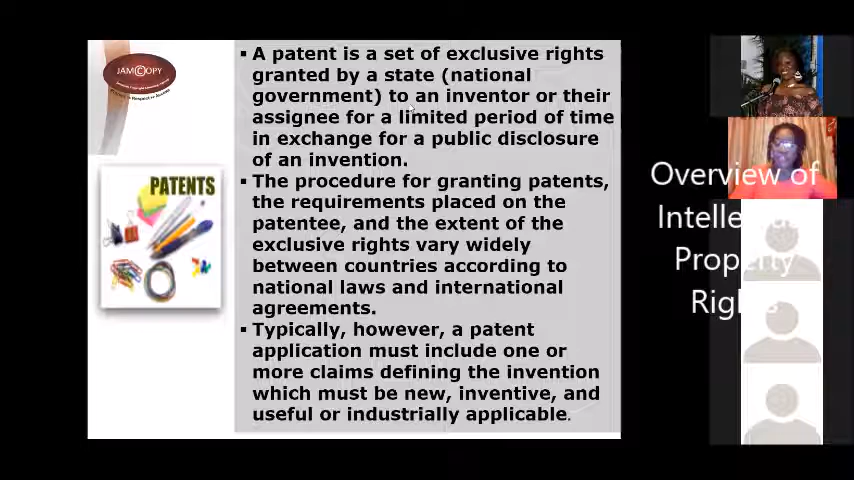 JAMCOPY
PATENTS
▪ A patent is a set of exclusive rights
granted by a state (national
government) to an inventor or their
assignee for a limited period of time
in exchange for a public disclosure
of an invention.
▪ The procedure for granting patents,
the requirements placed on the
patentee, and the extent of the
exclusive rights vary widely
between countries according to
national laws and international
agreements.
▪ Typically, however, a patent
application must include one or
more claims defining the invention
which must be new, inventive, and
useful or industrially applicable.
Overview of
Intellectual
Property
Rights